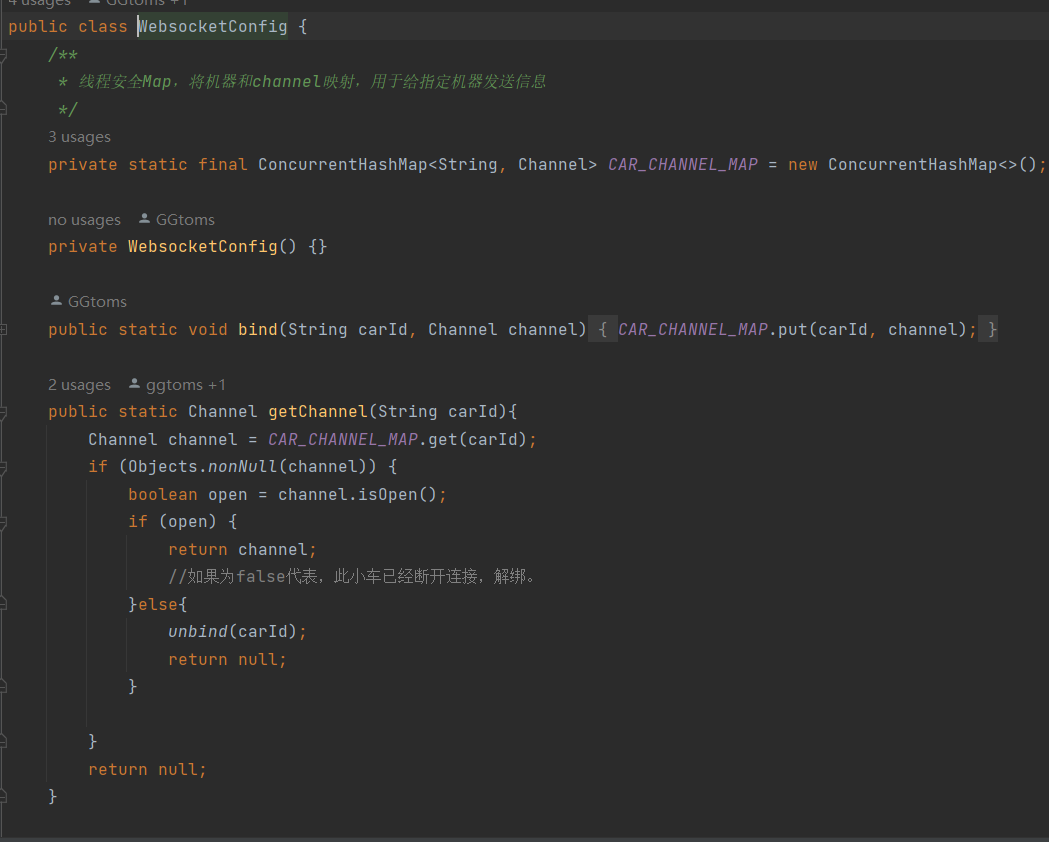 4 usages GGtoms +1
public class WebsocketConfig {
/**
* 线程安全Map，将机器和channel映射，用于给指定机器发送信息
*/
3 usages
private static final ConcurrentHashMap<String, Channel> CAR_CHANNEL_MAP = new ConcurrentHashMap<>();
no usages GGtoms
private WebsocketConfig() {}
GGtoms
public static void bind(String carId, Channel channel) { CAR_CHANNEL_MAP.put(carId, channel); }
2 usages ggtoms +1
public static Channel getChannel(String carId){
Channel channel = CAR_CHANNEL_MAP.get(carId);
if (Objects.nonNull(channel)) {
boolean open = channel.isOpen();
if (open) {
return channel;
//如果为false代表，此小车已经断开连接，解绑。
}else{
unbind(carId);
return null;
}
}
return null;
}